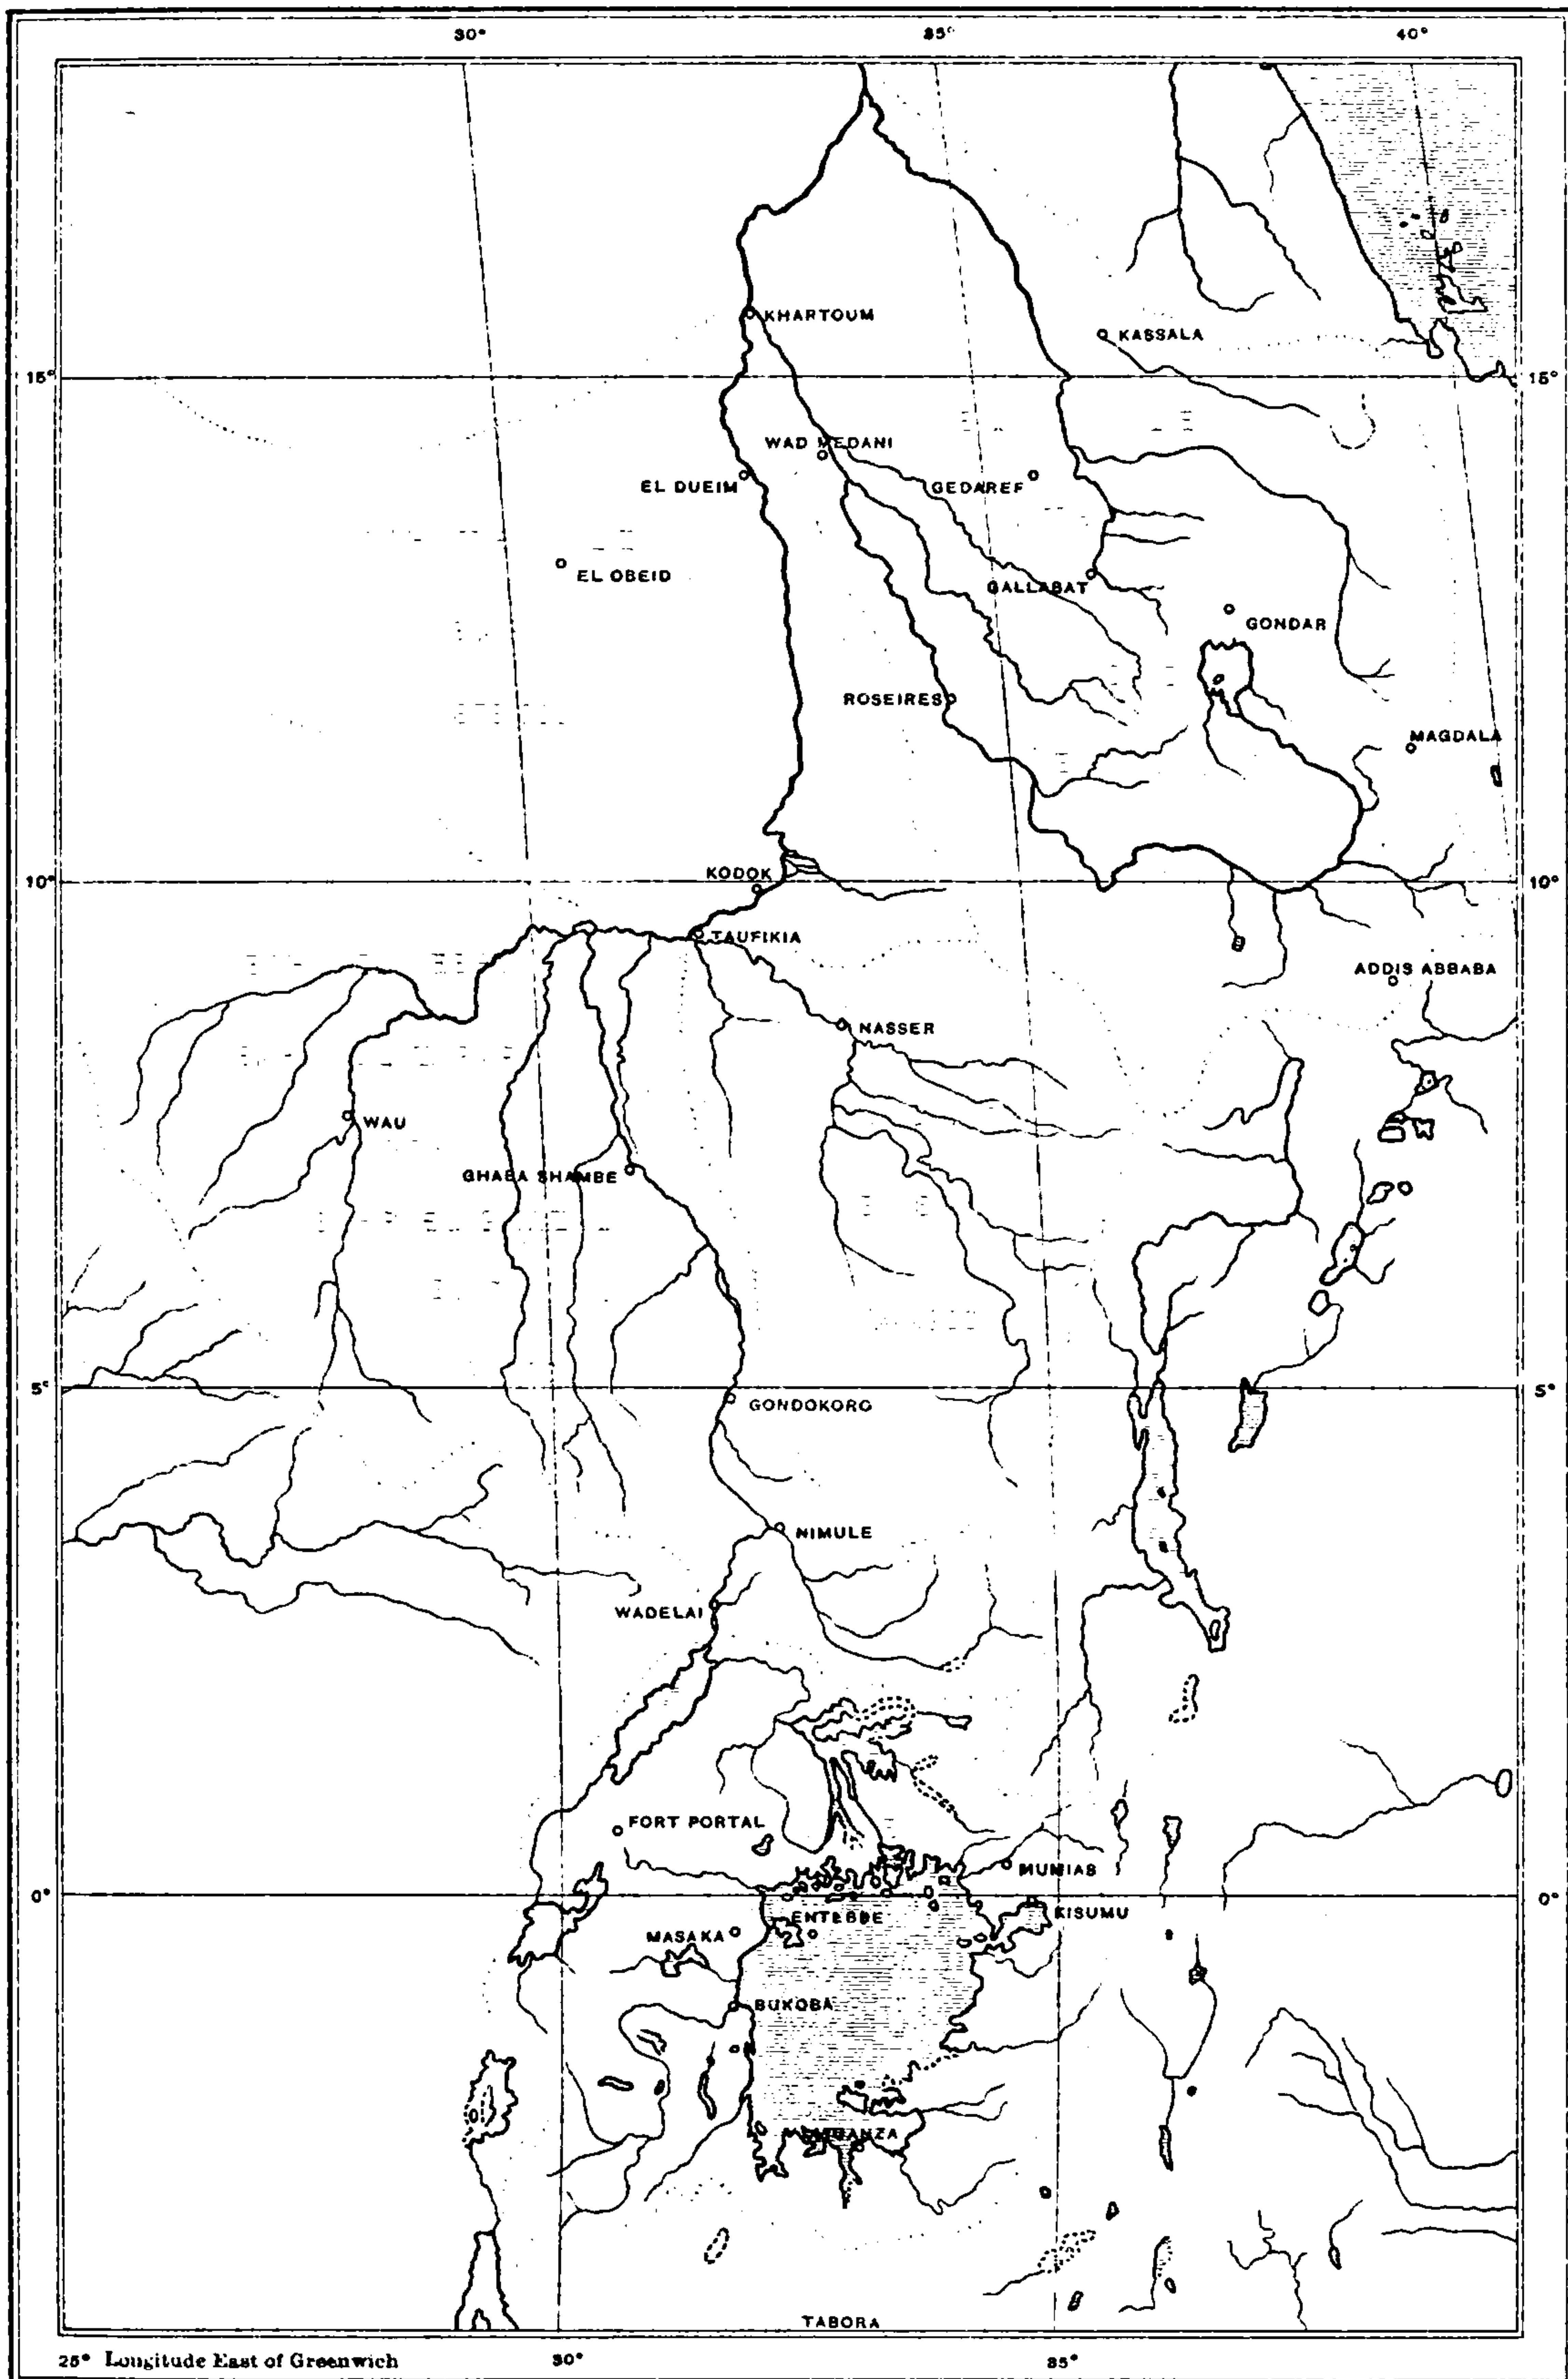 30° 35° 40°
KHARTOUM
KASSALA
15° 15°
WAD MEDANI
EL DUEIM
GEDAREF
EL OBEID
GALLABAT
GONDAR
ROSEIRES
MAGDALA
KODOK
10° 10°
TAUFIKIA
ADDIS ABBABA
NASSER
WAU
GHABA SHAMBE
5° 5°
GONDOKORO
NIMULE
WADELAI
FORT PORTAL
MUMIAS
0° 0°
ENTEBBE
KISUMU
MASAKA
BUKOBA
TABORA
25° Longitude East of Greenwich 30° 35°